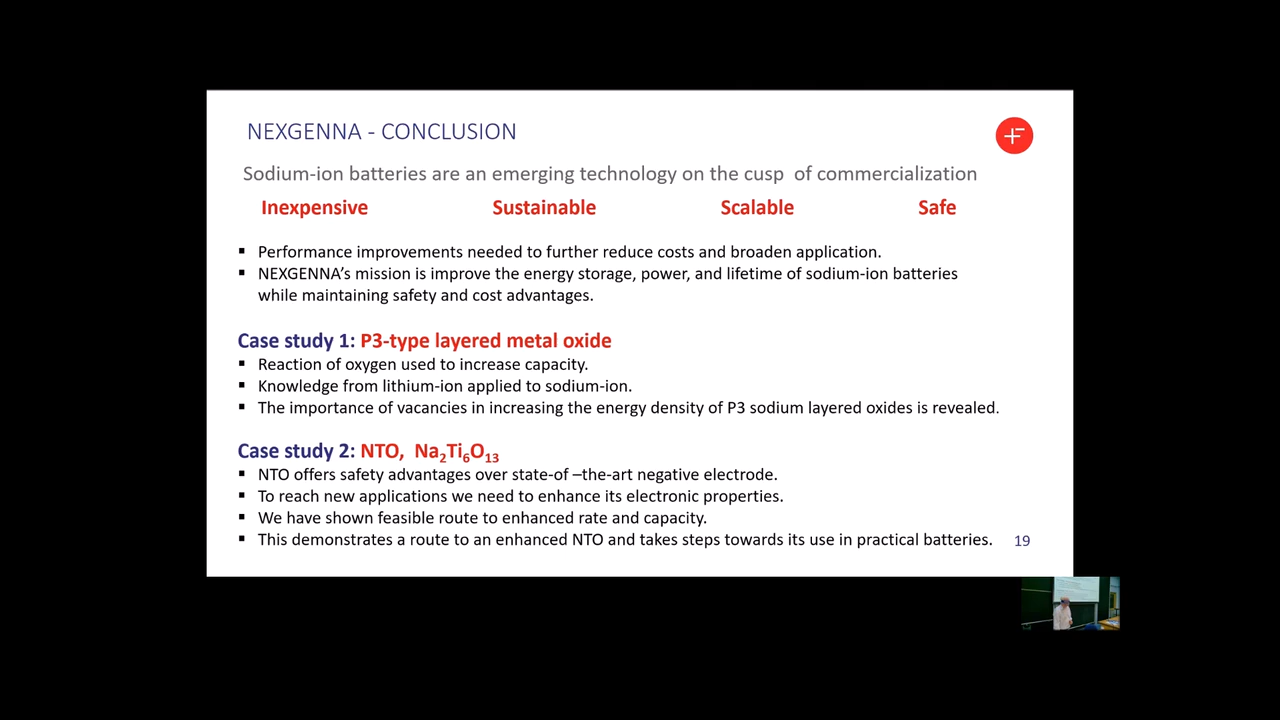 NEXGENNA - CONCLUSION
Sodium-ion batteries are an emerging technology on the cusp of commercialization
Inexpensive Sustainable Scalable Safe
▪ Performance improvements needed to further reduce costs and broaden application.
▪ NEXGENNA’s mission is improve the energy storage, power, and lifetime of sodium-ion batteries
while maintaining safety and cost advantages.
Case study 1: P3-type layered metal oxide
▪ Reaction of oxygen used to increase capacity.
▪ Knowledge from lithium-ion applied to sodium-ion.
▪ The importance of vacancies in increasing the energy density of P3 sodium layered oxides is revealed.
Case study 2: NTO, Na₂Ti₆O₁₃
▪ NTO offers safety advantages over state-of –the-art negative electrode.
▪ To reach new applications we need to enhance its electronic properties.
▪ We have shown feasible route to enhanced rate and capacity.
▪ This demonstrates a route to an enhanced NTO and takes steps towards its use in practical batteries. 19